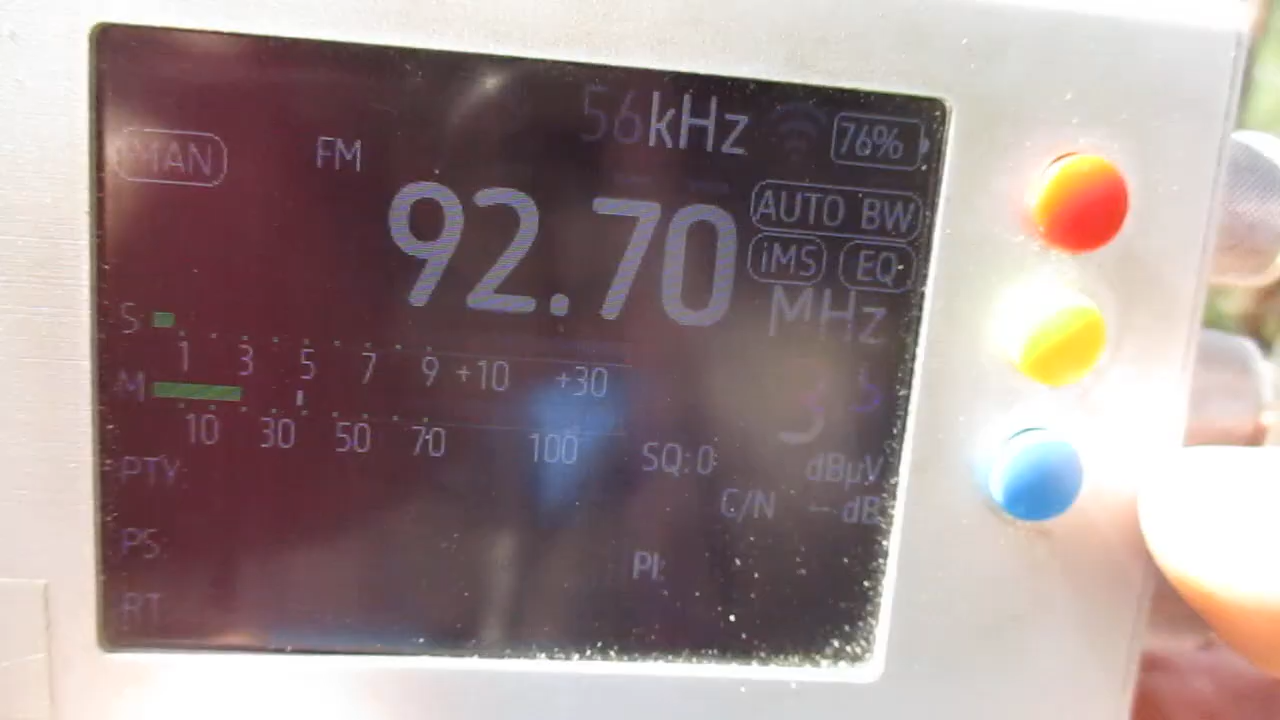 56kHz 76%
MAN FM
AUTO BW
92.70
iMS EQ
MHz
S
1 3 5 7 9 +10 +30
M
10 30 50 70 100
SQ:0
dBµV
PTY:
C/N -- dB
PS:
PI:
RT